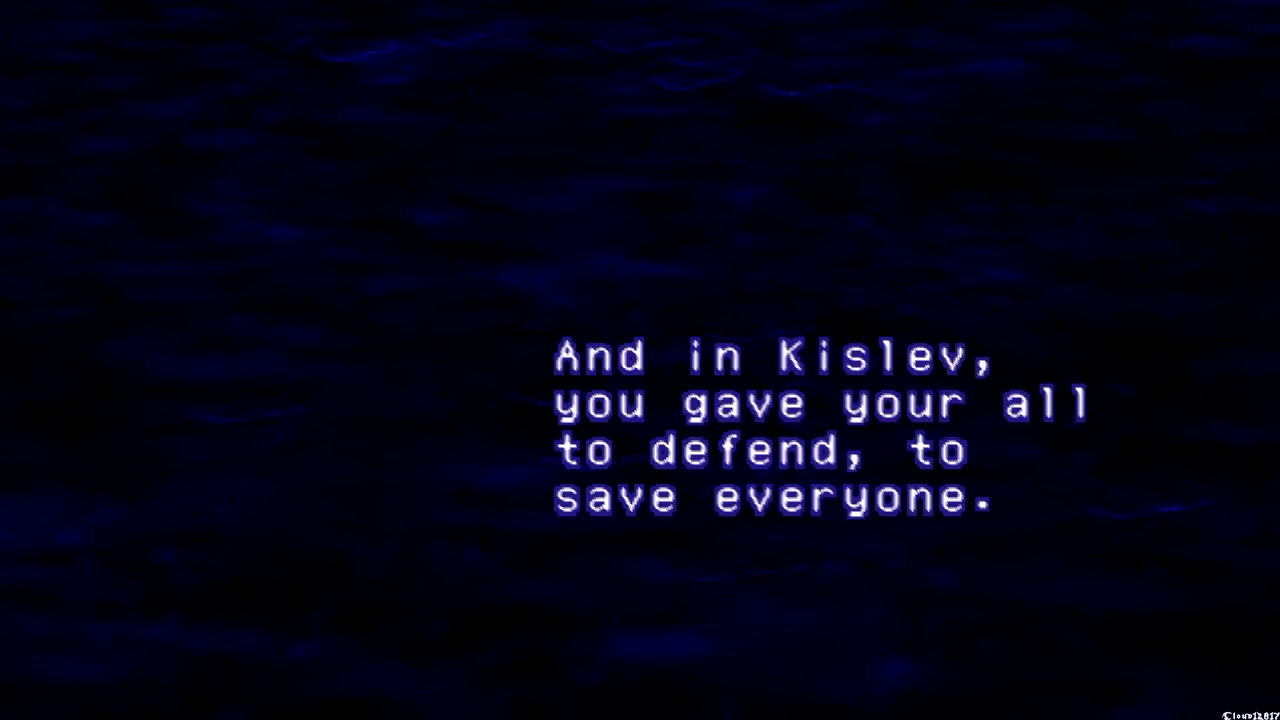 And in Kislev,
you gave your all
to defend, to
save everyone.